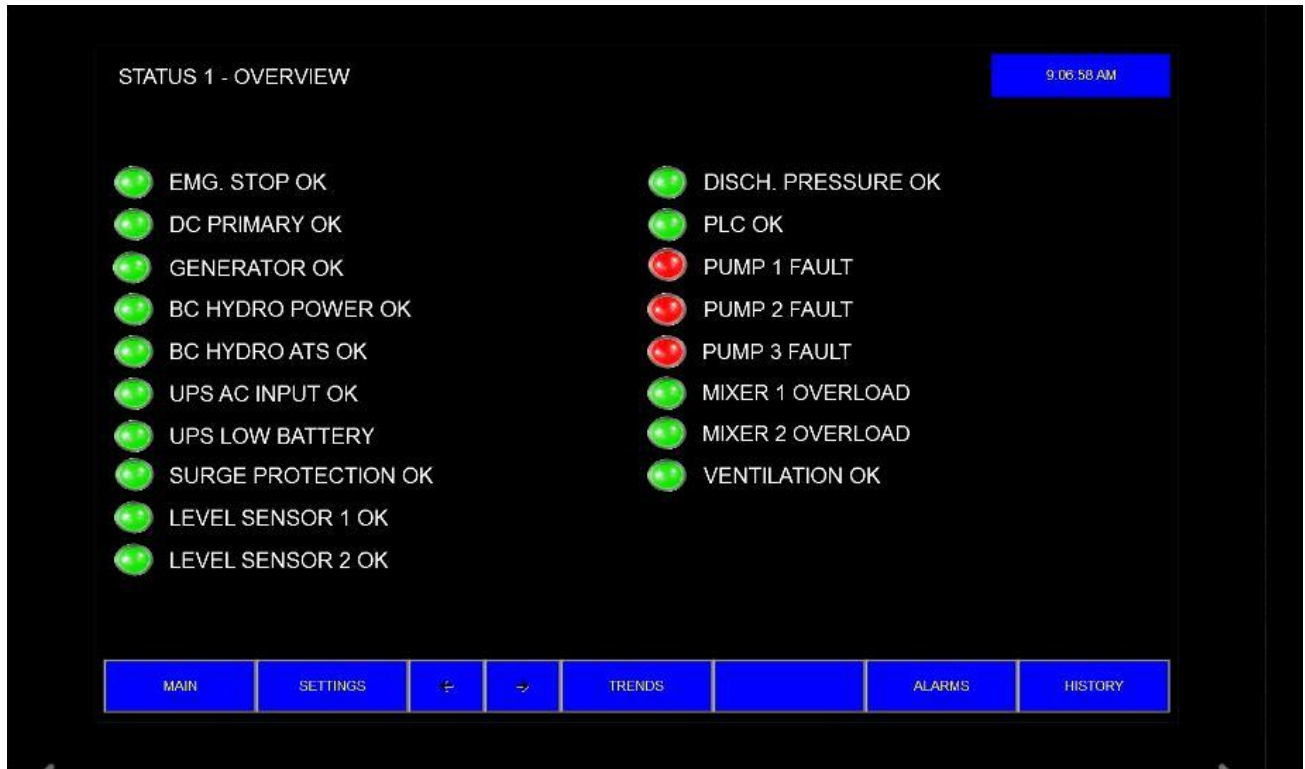 STATUS 1 - OVERVIEW
9:06:58 AM
EMG. STOP OK
DC PRIMARY OK
GENERATOR OK
BC HYDRO POWER OK
BC HYDRO ATS OK
UPS AC INPUT OK
UPS LOW BATTERY
SURGE PROTECTION OK
LEVEL SENSOR 1 OK
LEVEL SENSOR 2 OK
DISCH. PRESSURE OK
PLC OK
PUMP 1 FAULT
PUMP 2 FAULT
PUMP 3 FAULT
MIXER 1 OVERLOAD
MIXER 2 OVERLOAD
VENTILATION OK
MAIN SETTINGS ← → TRENDS ALARMS HISTORY